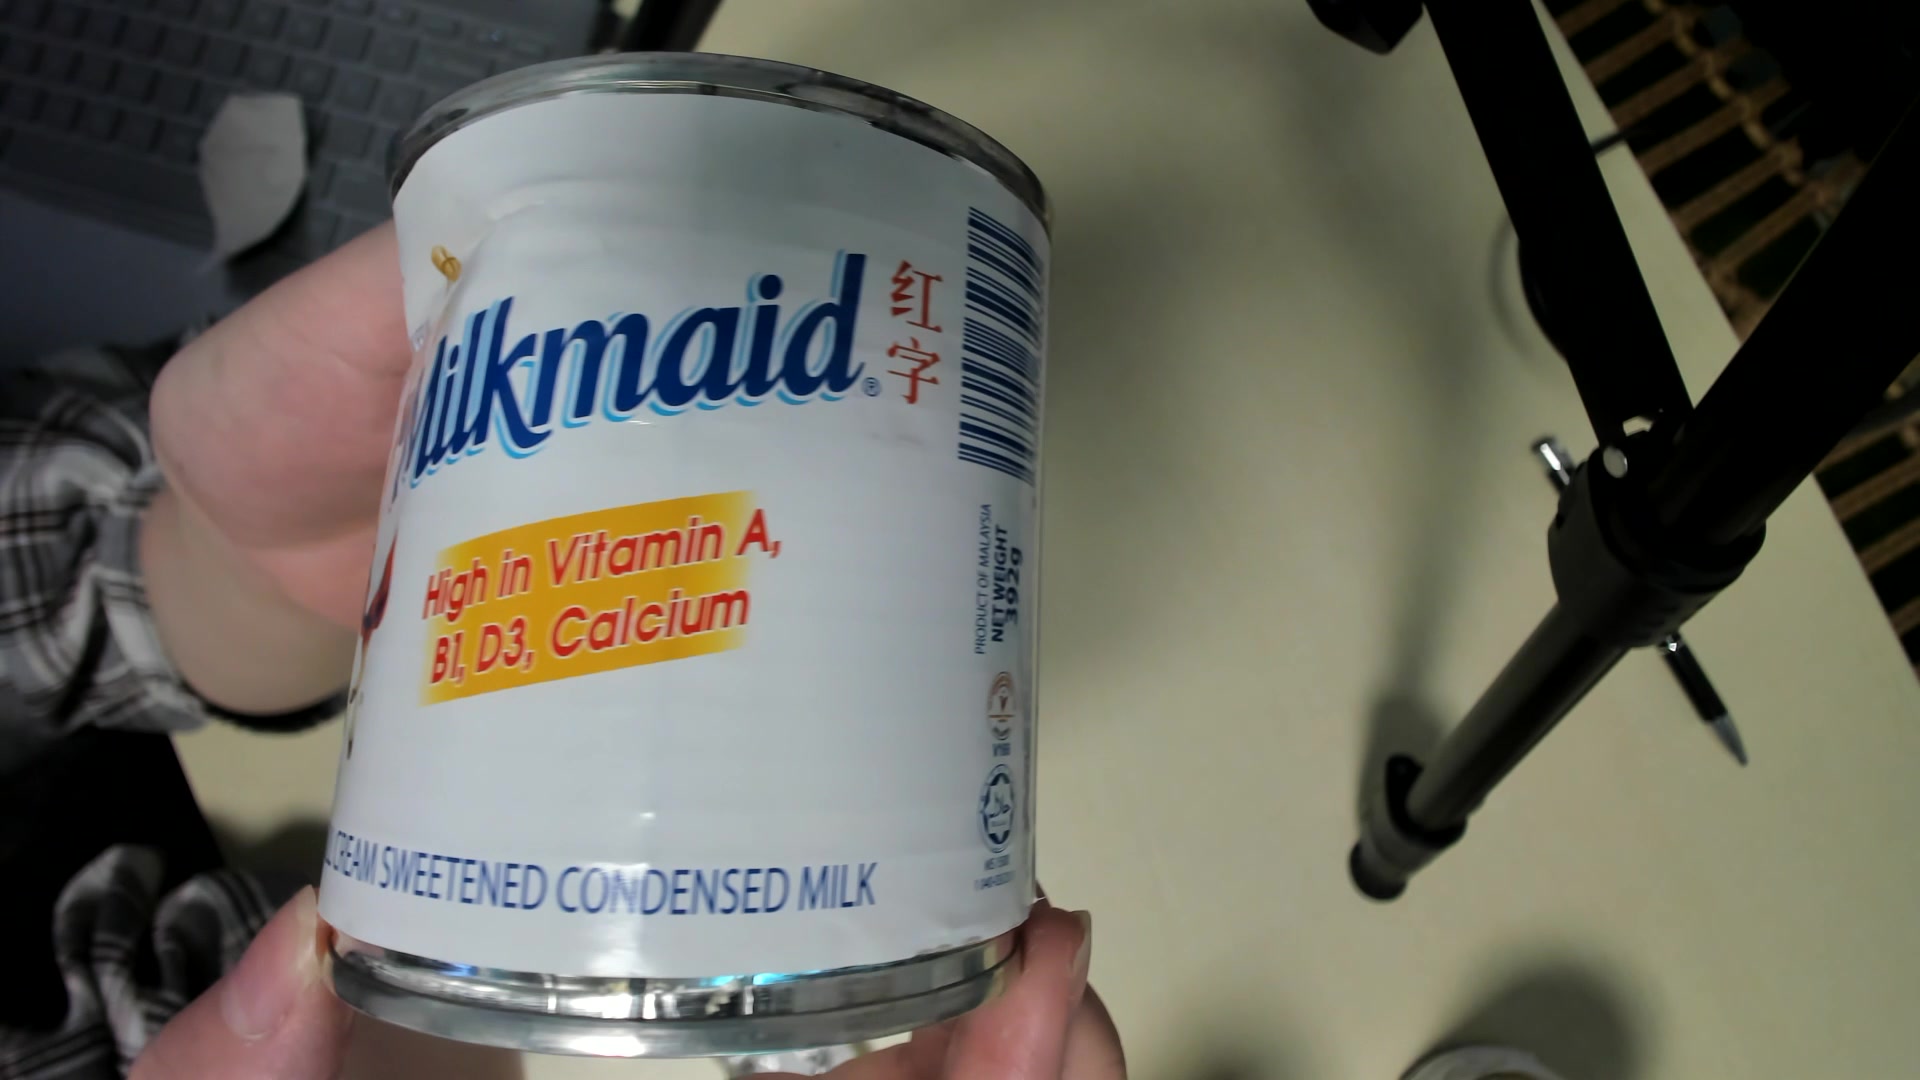 Milkmaid®
红字
High in Vitamin A,
B1, D3, Calcium
CREAM SWEETENED CONDENSED MILK
PRODUCT OF MALAYSIA
NET WEIGHT
392g